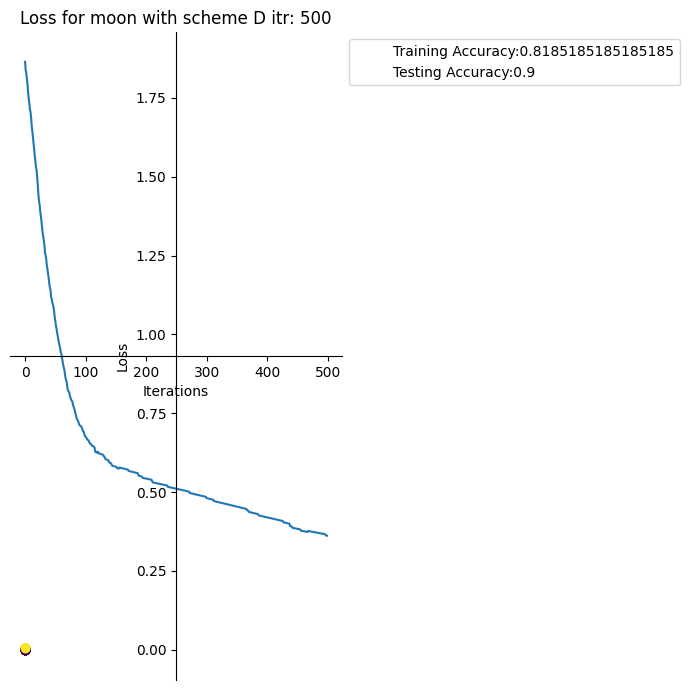 Loss for moon with scheme D itr: 500
Training Accuracy:0.8185185185185185
Testing Accuracy:0.9
1.75
1.50
1.25
1.00
Loss
0 100 200 300 400 500
Iterations
0.75
0.50
0.25
0.00